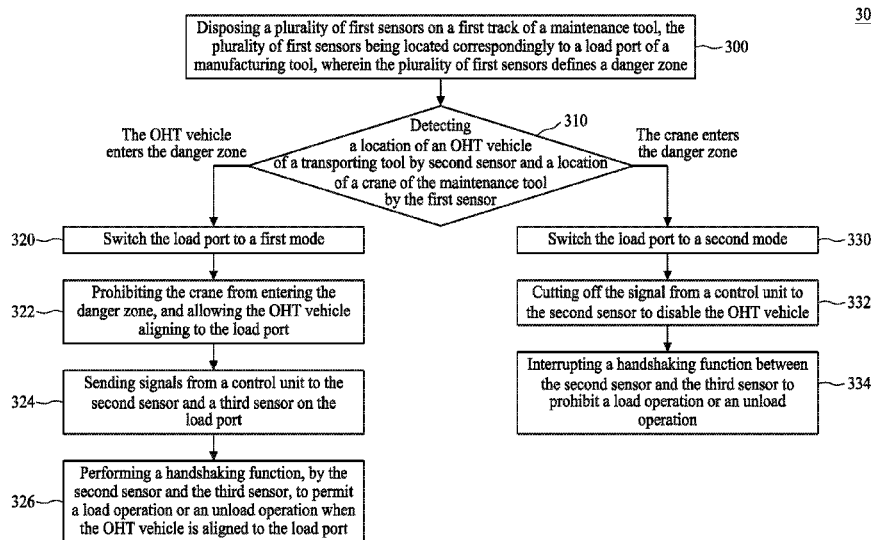 30
Disposing a plurality of first sensors on a first track of a maintenance tool, the
plurality of first sensors being located correspondingly to a load port of a
manufacturing tool, wherein the plurality of first sensors defines a danger zone
300
310
Detecting
a location of an OHT vehicle
of a transporting tool by second sensor and a location
of a crane of the maintenance tool
by the first sensor
The OHT vehicle
enters the danger zone
The crane enters
the danger zone
320
Switch the load port to a first mode
322
Prohibiting the crane from entering the
danger zone, and allowing the OHT vehicle
aligning to the load port
324
Sending signals from a control unit to the
second sensor and a third sensor on the
load port
326
Performing a handshaking function, by the
second sensor and the third sensor, to permit
a load operation or an unload operation when
the OHT vehicle is aligned to the load port
Switch the load port to a second mode
330
Cutting off the signal from a control unit to
the second sensor to disable the OHT vehicle
332
Interrupting a handshaking function between
the second sensor and the third sensor to
prohibit a load operation or an unload
operation
334